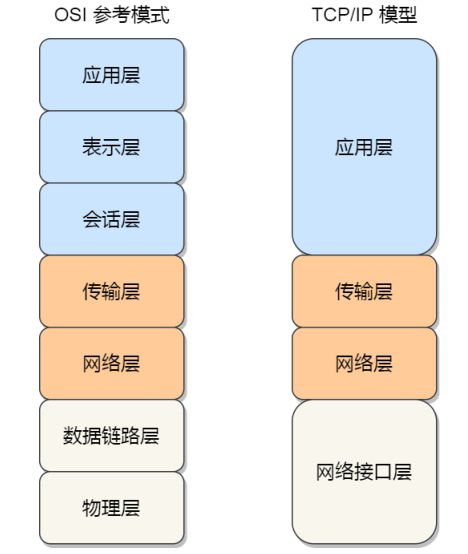 OSI 参考模式
应用层
表示层
会话层
传输层
网络层
数据链路层
物理层
TCP/IP 模型
应用层
传输层
网络层
网络接口层